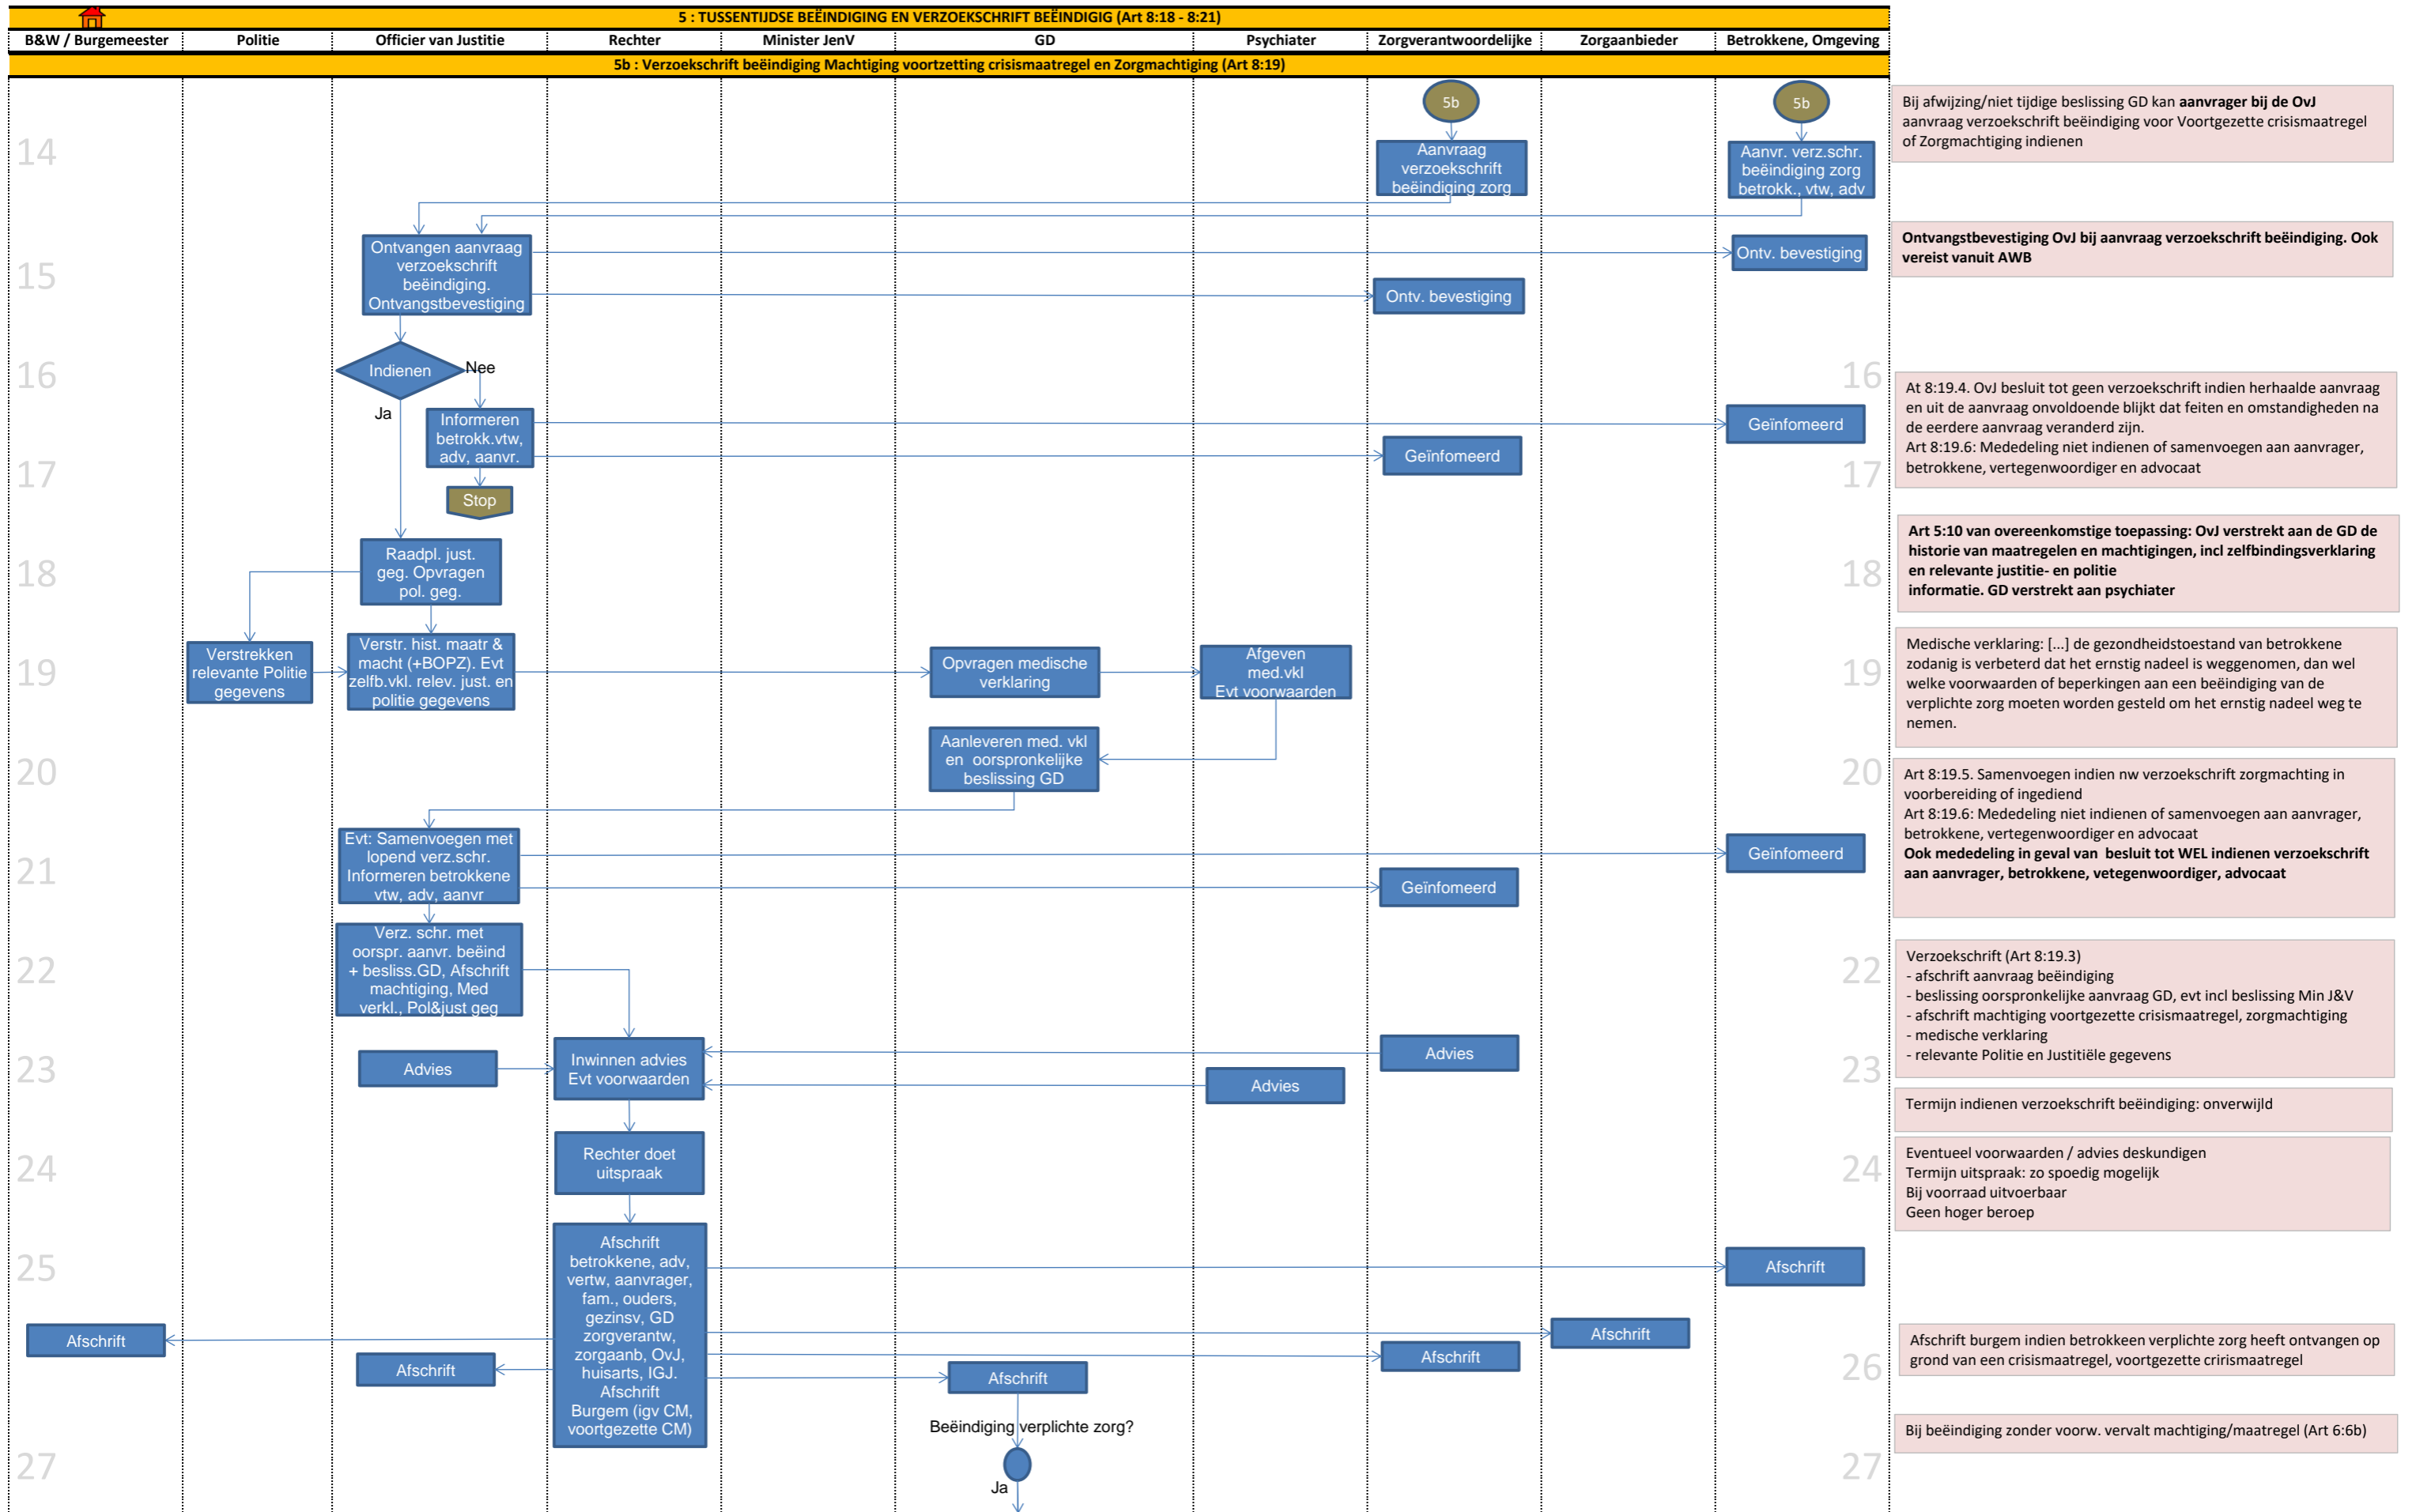 5 : TUSSENTIJDSE BEËINDIGING EN VERZOEKSCHRIFT BEËINDIGIG (Art 8:18 - 8:21)
B&W / Burgemeester
Politie
Officier van Justitie
Rechter
Minister JenV
GD
Psychiater
Zorgverantwoordelijke
Zorgaanbieder
Betrokkene, Omgeving
5b : Verzoekschrift beëindiging Machtiging voortzetting crisismaatregel en Zorgmachtiging (Art 8:19)
5b
5b
14
Aanvraag
verzoekschrift
beëindiging zorg
Aanvr. verz.schr.
beëindiging zorg
betrokk., vtw, adv
Bij afwijzing/niet tijdige beslissing GD kan aanvrager bij de OvJ
aanvraag verzoekschrift beëindiging voor Voortgezette crisismaatregel
of Zorgmachtiging indienen
15
Ontvangen aanvraag
verzoekschrift
beëindiging.
Ontvangstbevestiging
Ontv. bevestiging
Ontv. bevestiging
Ontvangstbevestiging OvJ bij aanvraag verzoekschrift beëindiging. Ook
vereist vanuit AWB
16
Indienen
Nee
Ja
16
Informeren
betrokk.vtw,
adv, aanvr.
Geïnfomeerd
Geïnfomeerd
At 8:19.4. OvJ besluit tot geen verzoekschrift indien herhaalde aanvraag
en uit de aanvraag onvoldoende blijkt dat feiten en omstandigheden na
de eerdere aanvraag veranderd zijn.
Art 8:19.6: Mededeling niet indienen of samenvoegen aan aanvrager,
betrokkene, vertegenwoordiger en advocaat
17
17
Stop
18
Raadpl. just.
geg. Opvragen
pol. geg.
18
Art 5:10 van overeenkomstige toepassing: OvJ verstrekt aan de GD de
historie van maatregelen en machtigingen, incl zelfbindingsverklaring
en relevante justitie- en politie
informatie. GD verstrekt aan psychiater
19
Verstrekken
relevante Politie
gegevens
Verstr. hist. maatr &
macht (+BOPZ). Evt
zelfb.vkl. relev. just. en
politie gegevens
Opvragen medische
verklaring
Afgeven
med.vkl
Evt voorwaarden
19
Medische verklaring: [...] de gezondheidstoestand van betrokkene
zodanig is verbeterd dat het ernstig nadeel is weggenomen, dan wel
welke voorwaarden of beperkingen aan een beëindiging van de
verplichte zorg moeten worden gesteld om het ernstig nadeel weg te
nemen.
20
Aanleveren med. vkl
en oorspronkelijke
beslissing GD
20
Art 8:19.5. Samenvoegen indien nw verzoekschrift zorgmachting in
voorbereiding of ingediend
Art 8:19.6: Mededeling niet indienen of samenvoegen aan aanvrager,
betrokkene, vertegenwoordiger en advocaat
Ook mededeling in geval van besluit tot WEL indienen verzoekschrift
aan aanvrager, betrokkene, vetegenwoordiger, advocaat
21
Evt: Samenvoegen met
lopend verz.schr.
Informeren betrokkene
vtw, adv, aanvr
Geïnfomeerd
Geïnfomeerd
22
Verz. schr. met
oorspr. aanvr. beëind
+ besliss.GD, Afschrift
machtiging, Med
verkl., Pol&just geg
22
Verzoekschrift (Art 8:19.3)
- afschrift aanvraag beëindiging
- beslissing oorspronkelijke aanvraag GD, evt incl beslissing Min J&V
- afschrift machtiging voortgezette crisismaatregel, zorgmachtiging
- medische verklaring
- relevante Politie en Justitiële gegevens
23
Advies
Inwinnen advies
Evt voorwaarden
Advies
Advies
23
Termijn indienen verzoekschrift beëindiging: onverwijld
24
Rechter doet
uitspraak
24
Eventueel voorwaarden / advies deskundigen
Termijn uitspraak: zo spoedig mogelijk
Bij voorraad uitvoerbaar
Geen hoger beroep
25
Afschrift
betrokkene, adv,
vertw, aanvrager,
fam., ouders,
gezinsv, GD
zorgverantw,
zorgaanb, OvJ,
huisarts, IGJ.
Afschrift
Burgem (igv CM,
voortgezette CM)
Afschrift
Afschrift
Afschrift
Afschrift
Afschrift
Afschrift
26
Afschrift burgem indien betrokkeen verplichte zorg heeft ontvangen op
grond van een crisismaatregel, voortgezette crirismaatregel
Beëindiging verplichte zorg?
Bij beëindiging zonder voorw. vervalt machtiging/maatregel (Art 6:6b)
27
27
Ja